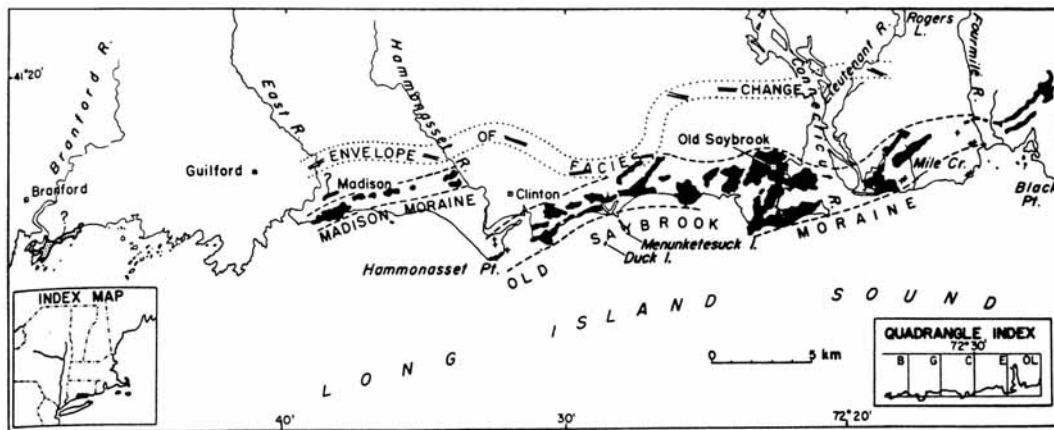 41°20'
Branford R.
East R.
Hammonasset R.
Connecticut R.
Lieutenant R.
Rogers
L.
Fourmile R.
ENVELOPE OF FACIES CHANGE
Old Saybrook
Guilford
Branford
?
?
Madison
Clinton
Mile Cr.
Black
Pt.
MADISON MORAINE
OLD SAYBROOK MORAINE
Menunketesuck I.
Duck I.
Hammonasset Pt.
LONG ISLAND SOUND
INDEX MAP
0 5 km
QUADRANGLE INDEX
72°30'
B G C E OL
40'
30'
72°20'